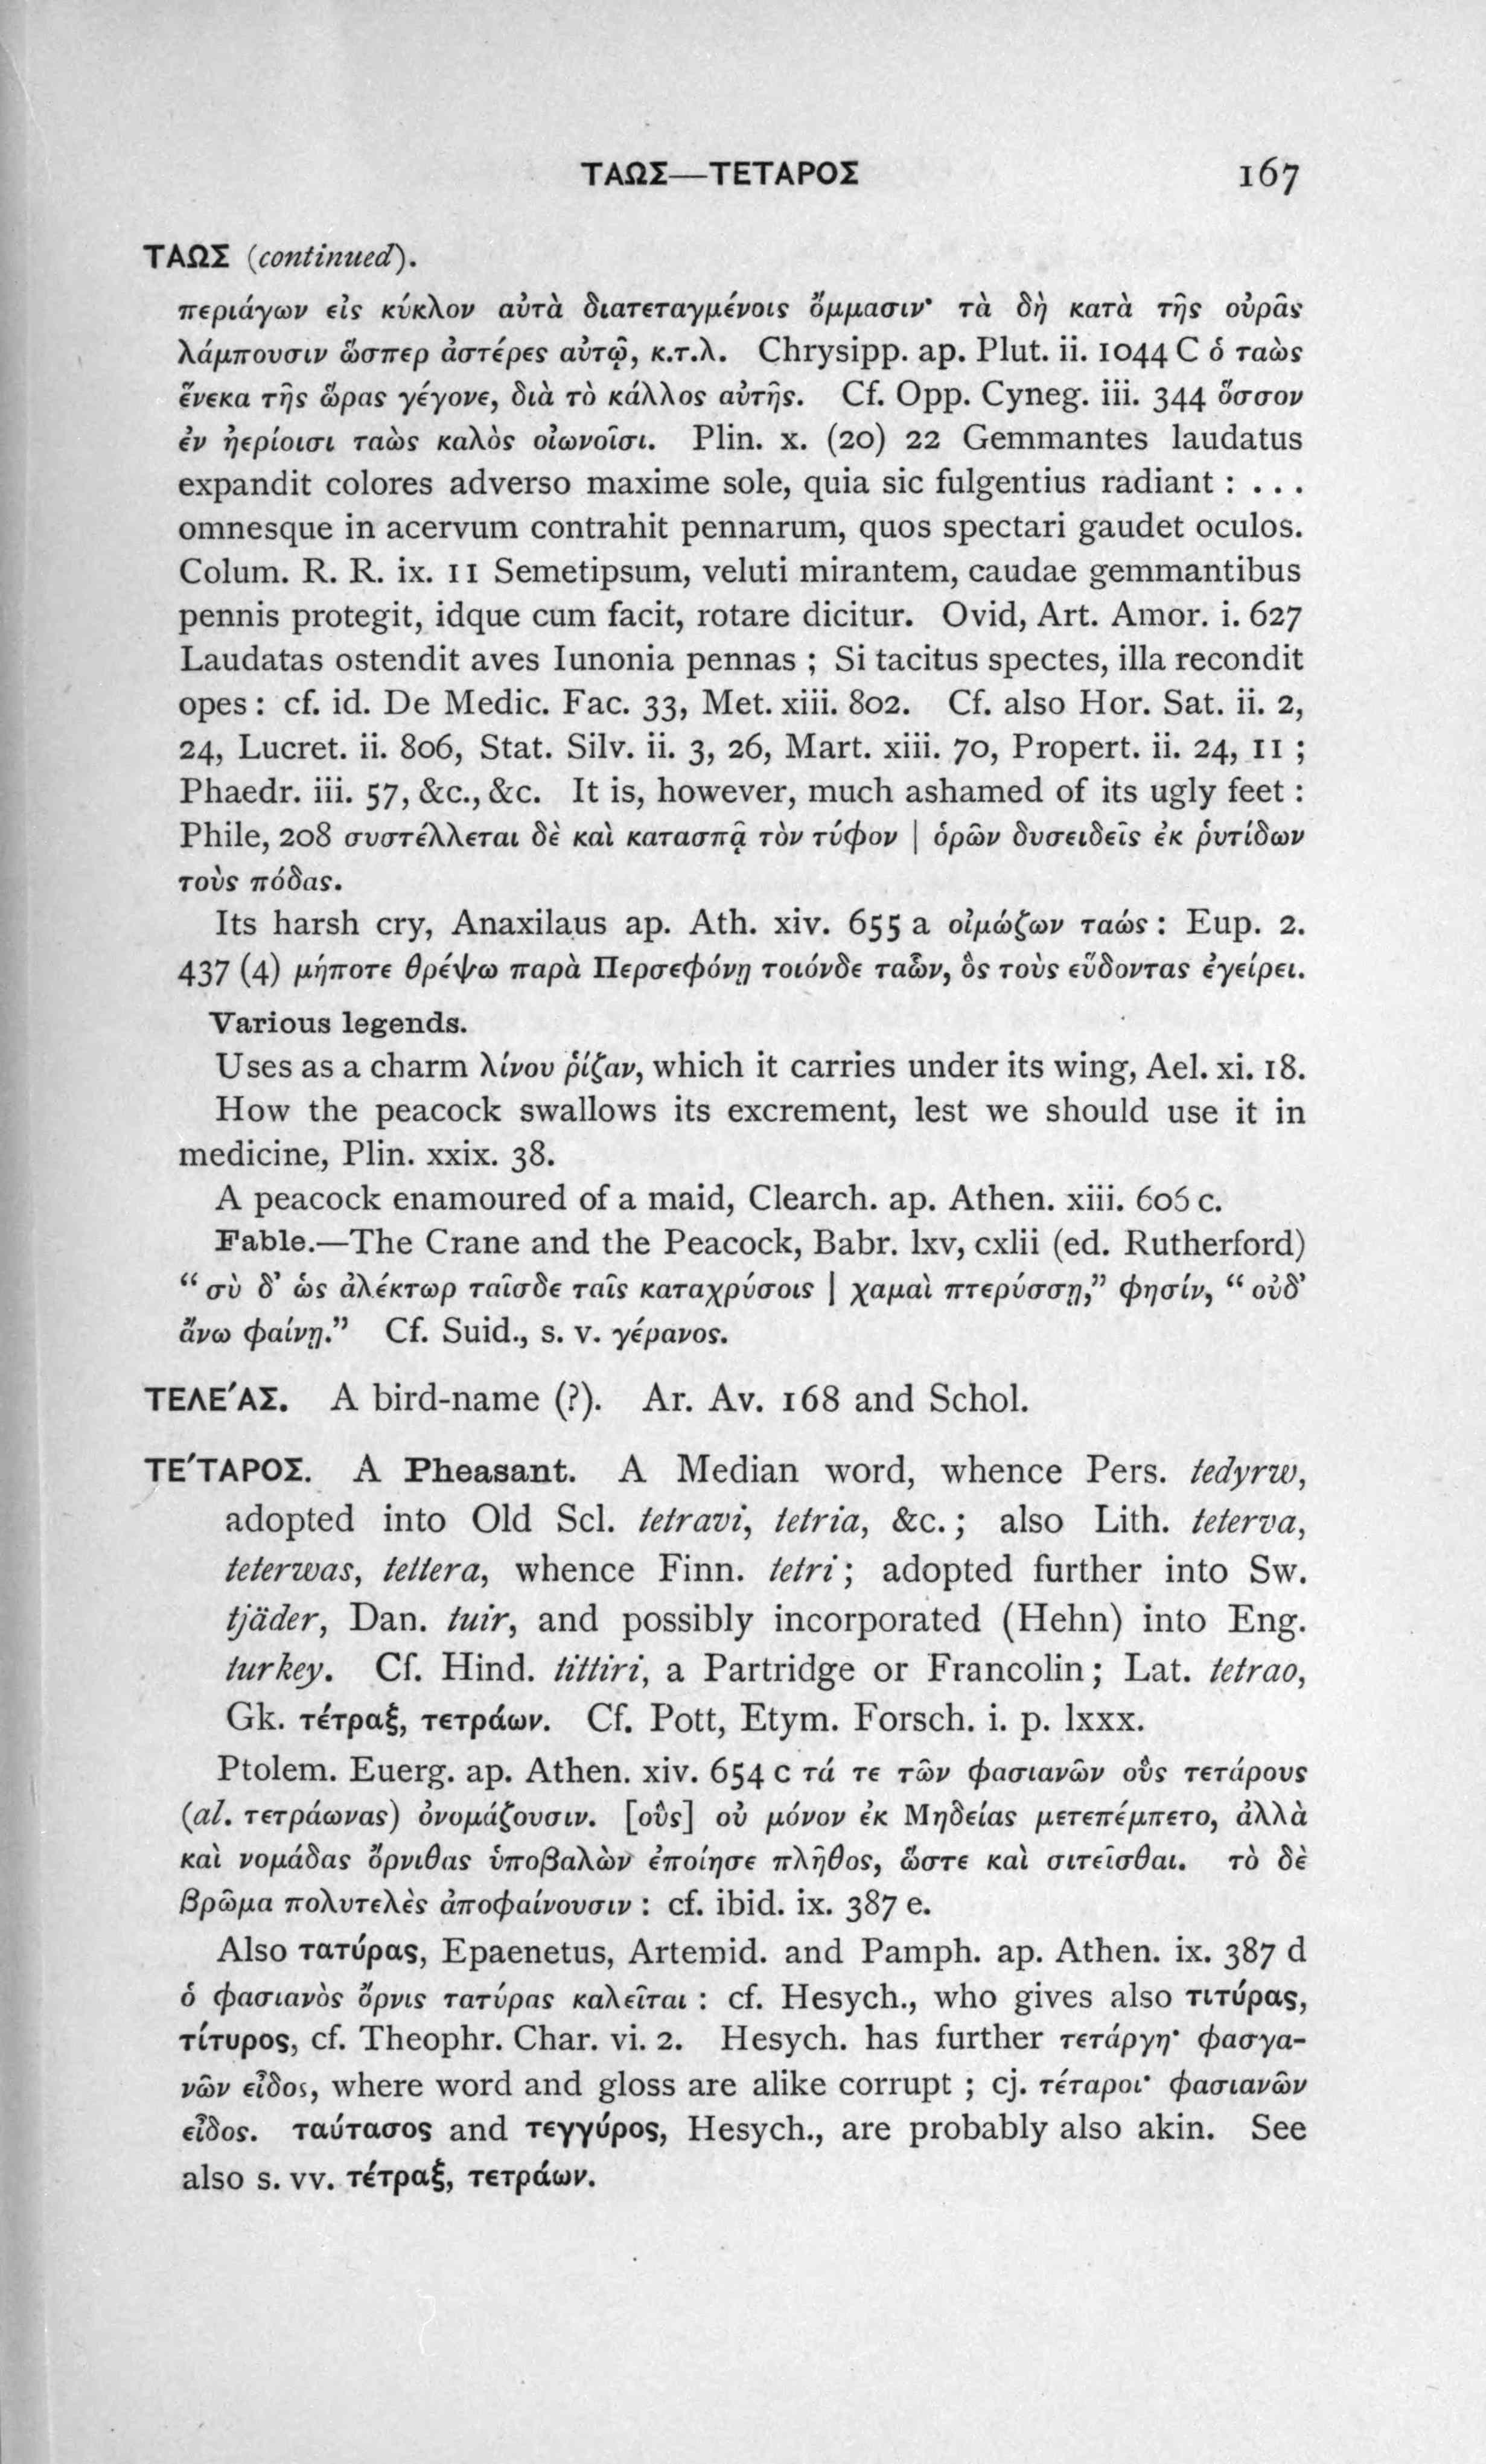 ΤΑΩΣ—ΤΕΤΑΡΟΣ 167
ΤΑΩΣ (continued).
περιάγων εἰς κύκλον αὐτὰ διατεταγμένοις ὄμμασιν· τὰ δὴ κατὰ τῆς οὐρᾶς
λάμπουσιν ὥσπερ ἀστέρες αὐτῷ, κ.τ.λ. Chrysipp. ap. Plut. ii. 1044 C ὁ ταὼς
ἕνεκα τῆς ὥρας γέγονε, διὰ τὸ κάλλος αὐτῆς. Cf. Opp. Cyneg. iii. 344 ὅσσον
ἐν ἠερίοισι ταὼς καλὸς οἰωνοῖσι. Plin. x. (20) 22 Gemmantes laudatus
expandit colores adverso maxime sole, quia sic fulgentius radiant : . . .
omnesque in acervum contrahit pennarum, quos spectari gaudet oculos.
Colum. R. R. ix. 11 Semetipsum, veluti mirantem, caudae gemmantibus
pennis protegit, idque cum facit, rotare dicitur. Ovid, Art. Amor. i. 627
Laudatas ostendit aves Iunonia pennas ; Si tacitus spectes, illa recondit
opes : cf. id. De Medic. Fac. 33, Met. xiii. 802. Cf. also Hor. Sat. ii. 2,
24, Lucret. ii. 806, Stat. Silv. ii. 3, 26, Mart. xiii. 70, Propert. ii. 24, 11 ;
Phaedr. iii. 57, &c., &c. It is, however, much ashamed of its ugly feet :
Phile, 208 συστέλλεται δὲ καὶ κατασπᾷ τὸν τύφον | ὁρῶν δυσειδεῖς ἐκ ῥυτίδων
τοὺς πόδας.
Its harsh cry, Anaxilaus ap. Ath. xiv. 655 a οἰμώζων ταώς : Eup. 2.
437 (4) μήποτε θρέψω παρὰ Περσεφόνῃ τοιόνδε ταὧν, ὃς τοὺς εὕδοντας ἐγείρει.
Various legends.
Uses as a charm λίνου ῥίζαν, which it carries under its wing, Ael. xi. 18.
How the peacock swallows its excrement, lest we should use it in
medicine, Plin. xxix. 38.
A peacock enamoured of a maid, Clearch. ap. Athen. xiii. 606 c.
Fable.—The Crane and the Peacock, Babr. lxv, cxlii (ed. Rutherford)
“ σὺ δ’ ὡς ἀλέκτωρ ταῖσδε ταῖς καταχρύσοις | χαμαὶ πτερύσσῃ,” φησίν, “ οὐδ’
ἄνω φαίνῃ.” Cf. Suid., s. v. γέρανος.
ΤΕΛΕ´ΑΣ. A bird-name (?). Ar. Av. 168 and Schol.
ΤΕ´ΤΑΡΟΣ. A Pheasant. A Median word, whence Pers. tedyrw,
adopted into Old Scl. tetravi, tetria, &c. ; also Lith. teterva,
teterwas, tettera, whence Finn. tetri ; adopted further into Sw.
tjäder, Dan. tuir, and possibly incorporated (Hehn) into Eng.
turkey. Cf. Hind. tittiri, a Partridge or Francolin ; Lat. tetrao,
Gk. τέτραξ, τετράων. Cf. Pott, Etym. Forsch. i. p. lxxx.
Ptolem. Euerg. ap. Athen. xiv. 654 c τά τε τῶν φασιανῶν οὓς τετάρους
(al. τετράωνας) ὀνομάζουσιν. [οὓς] οὐ μόνον ἐκ Μηδείας μετεπέμπετο, ἀλλὰ
καὶ νομάδας ὄρνιθας ὑποβαλὼν ἐποίησε πλῆθος, ὥστε καὶ σιτεῖσθαι. τὸ δὲ
βρῶμα πολυτελὲς ἀποφαίνουσιν : cf. ibid. ix. 387 e.
Also τατύρας, Epaenetus, Artemid. and Pamph. ap. Athen. ix. 387 d
ὁ φασιανὸς ὄρνις τατύρας καλεῖται : cf. Hesych., who gives also τιτύρας,
τίτυρος, cf. Theophr. Char. vi. 2. Hesych. has further τετάργη· φασγα-
νῶν εἶδος, where word and gloss are alike corrupt ; cj. τέταροι· φασιανῶν
εἶδος. ταύτασος and τεγγύρος, Hesych., are probably also akin. See
also s. vv. τέτραξ, τετράων.